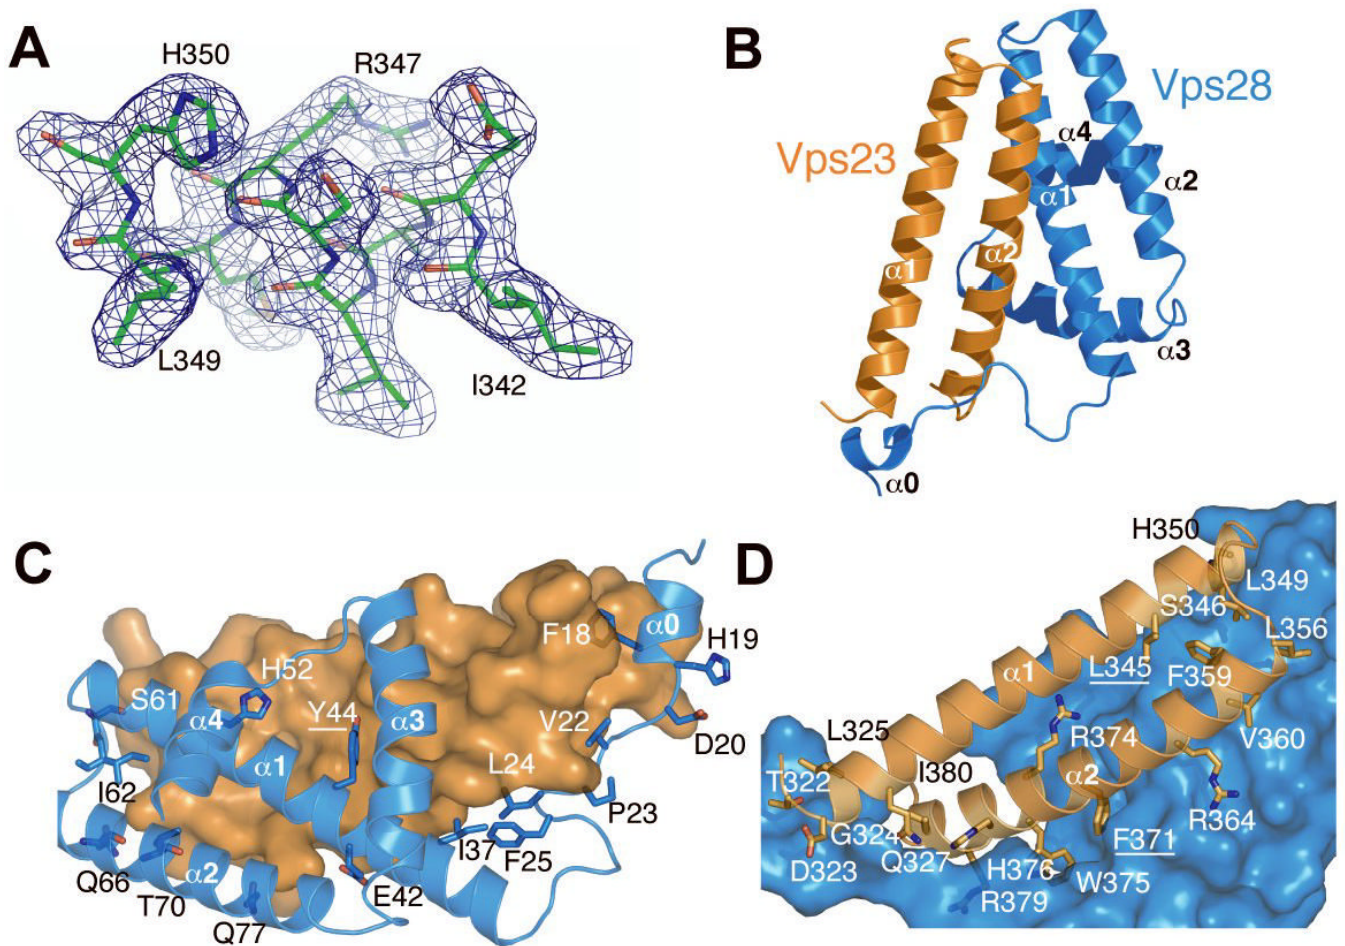 A
H350
R347
L349
I342
B
Vps28
Vps23
α4
α2
α1
α2
α1
α3
α0
C
F18
α0
H19
H52
S61
Y44
α4
α3
V22
D20
α1
L24
I62
P23
I37
F25
Q66
α2
E42
T70
Q77
D
H350
L349
S346
L356
α1
L345
F359
L325
R374
V360
T322
I380
α2
R364
G324
D323
Q327
F371
H376
W375
R379